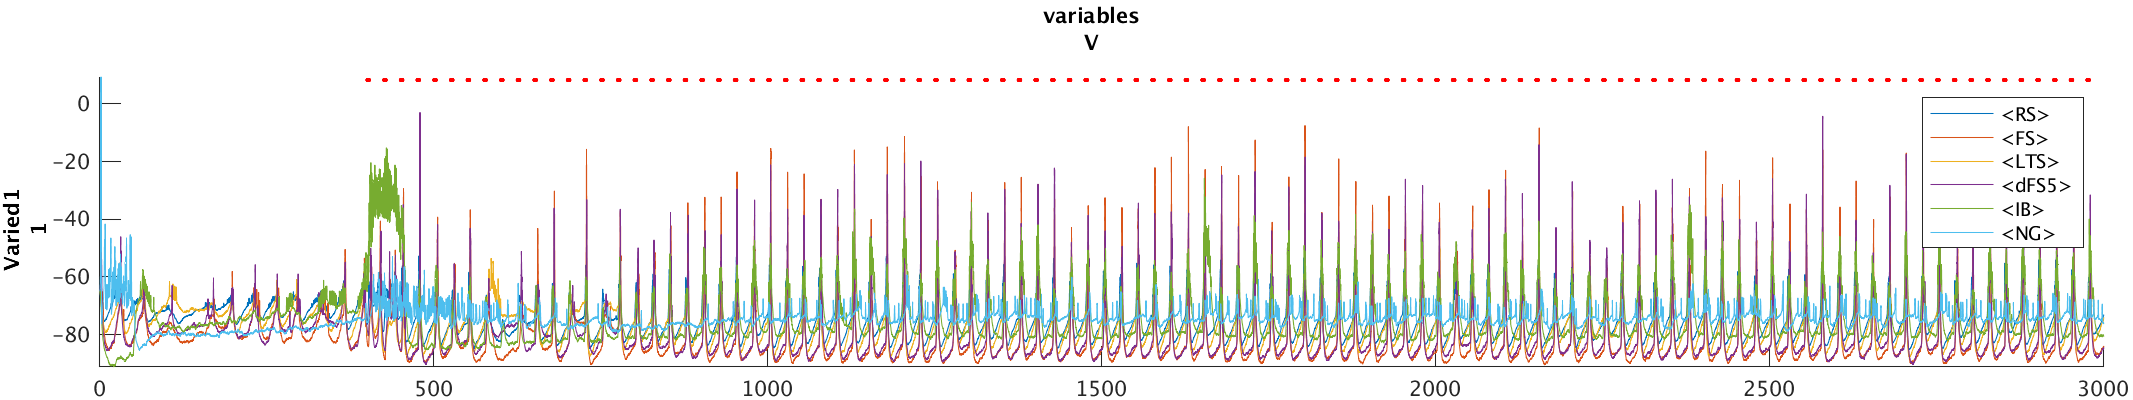 variables
V
Varied1
1
0
-20
-40
-60
-80
0 500 1000 1500 2000 2500 3000
<RS>
<FS>
<LTS>
<dFS5>
<IB>
<NG>